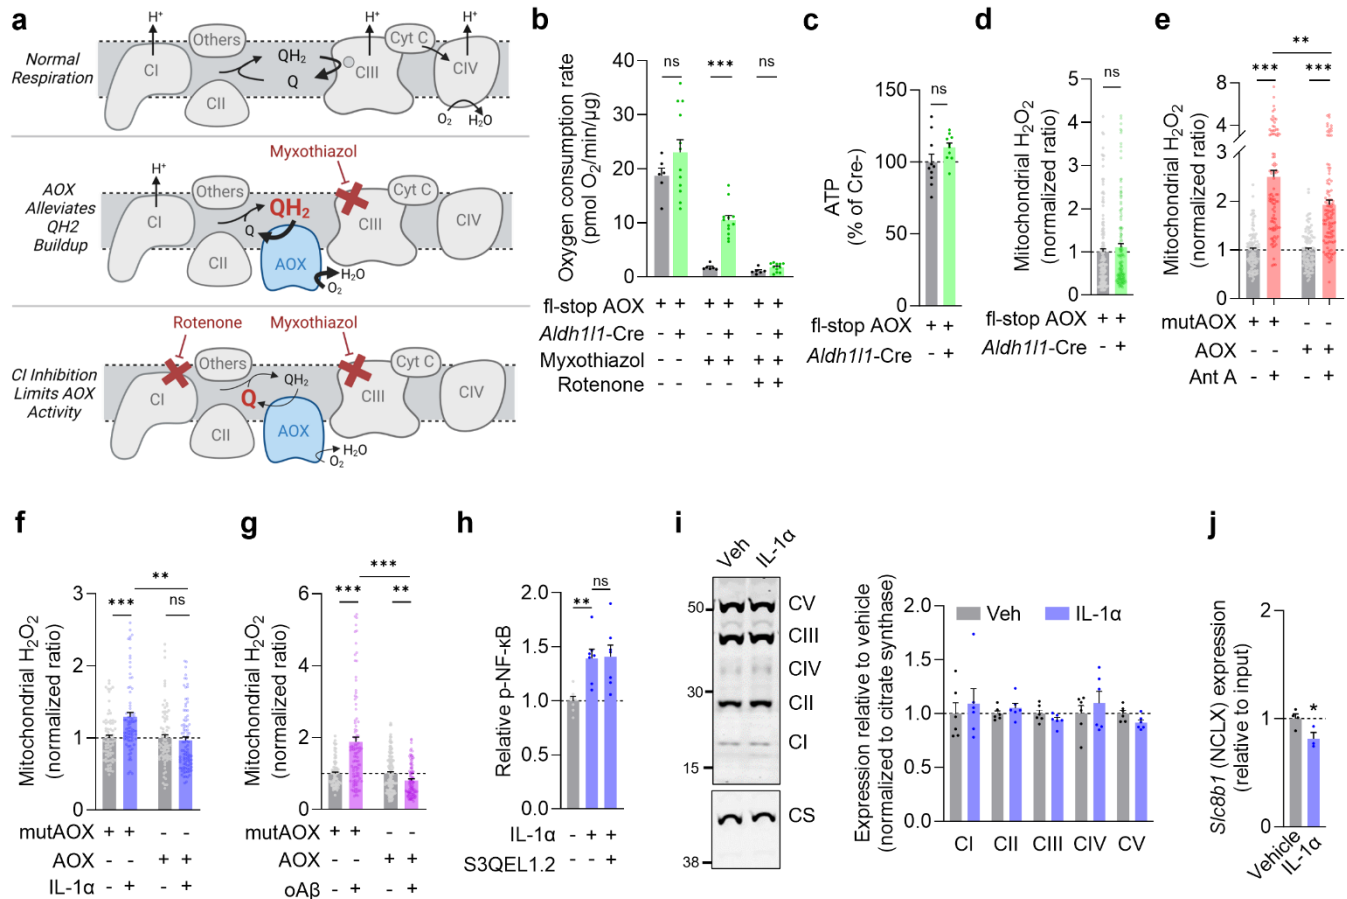 a
Normal
Respiration
H⁺
H⁺
H⁺
Others
CI
CII
QH₂
Q
CIII
Cyt C
CIV
O₂
H₂O
AOX
Alleviates
QH2
Buildup
Myxothiazol
H⁺
Others
CI
CII
QH₂
Q
AOX
H₂O
O₂
CIII
Cyt C
CIV
CI Inhibition
Limits AOX
Activity
Rotenone
Myxothiazol
Others
CI
CII
QH₂
Q
AOX
H₂O
O₂
CIII
Cyt C
CIV
b
Oxygen consumption rate
(pmol O₂/min/μg)
40
30
20
10
0
ns
***
ns
fl-stop AOX + + + + + +
Aldh1l1-Cre - + - + - +
Myxothiazol - - + + + +
Rotenone - - - - + +
c
ATP
(% of Cre-)
150
100
50
0
ns
fl-stop AOX + +
Aldh1l1-Cre - +
d
Mitochondrial H₂O₂
(normalized ratio)
5
4
3
2
1
0
ns
fl-stop AOX + +
Aldh1l1-Cre - +
e
Mitochondrial H₂O₂
(normalized ratio)
8
5
3
2
1
0
**
***
***
mutAOX + + - -
AOX - - + +
Ant A - + - +
f
Mitochondrial H₂O₂
(normalized ratio)
3
2
1
0
**
***
ns
mutAOX + + - -
AOX - - + +
IL-1α - + - +
g
Mitochondrial H₂O₂
(normalized ratio)
6
4
2
0
***
***
**
mutAOX + + - -
AOX - - + +
oAβ - + - +
h
Relative p-NF-κB
2.0
1.5
1.0
0.5
0.0
ns
**
IL-1α - + +
S3QEL1.2 - - +
i
Veh
IL-1α
50
30
15
38
CV
CIII
CIV
CII
CI
CS
Expression relative to vehicle
(normalized to citrate synthase)
2.0
1.5
1.0
0.5
0.0
Veh
IL-1α
CI CII CIII CIV CV
j
Slc8b1 (NCLX) expression
(relative to input)
2
1
0
*
Vehicle
IL-1α